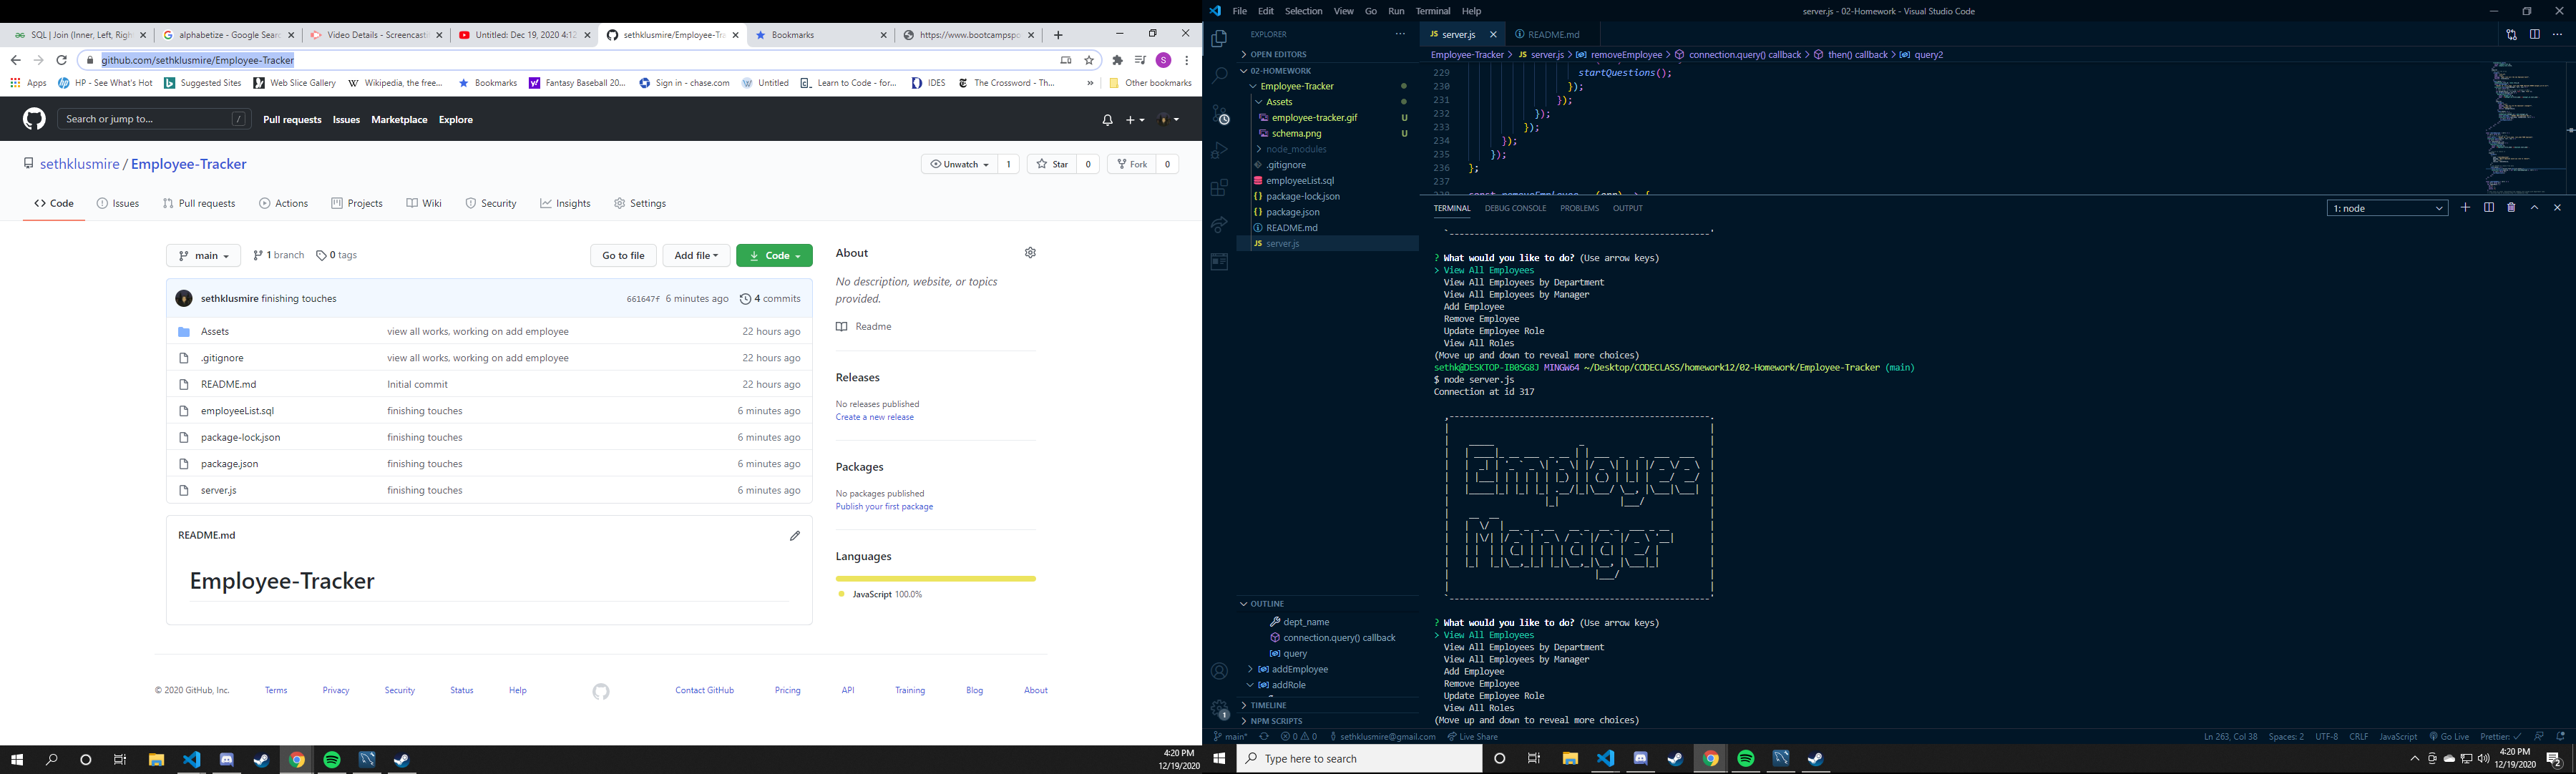 SQL | Join (Inner, Left, Righ
alphabetize - Google Searc
Video Details - Screencasti
Untitled: Dec 19, 2020 4:12
sethklusmire/Employee-Tra
Bookmarks
https://www.bootcampspo
github.com/sethklusmire/Employee-Tracker
S
Apps
HP - See What's Hot
Suggested Sites
Web Slice Gallery
Wikipedia, the free...
Bookmarks
Fantasy Baseball 20...
Sign in - chase.com
Untitled
Learn to Code - for...
IDES
The Crossword - Th...
»
Other bookmarks
Search or jump to... /
Pull requests Issues Marketplace Explore
sethklusmire / Employee-Tracker
Unwatch 1 Star 0 Fork 0
Code Issues Pull requests Actions Projects Wiki Security Insights Settings
main 1 branch 0 tags Go to file Add file Code
sethklusmire finishing touches 661647f 6 minutes ago 4 commits
Assets view all works, working on add employee 22 hours ago
.gitignore view all works, working on add employee 22 hours ago
README.md Initial commit 22 hours ago
employeeList.sql finishing touches 6 minutes ago
package-lock.json finishing touches 6 minutes ago
package.json finishing touches 6 minutes ago
server.js finishing touches 6 minutes ago
README.md
Employee-Tracker
About
No description, website, or topics
provided.
Readme
Releases
No releases published
Create a new release
Packages
No packages published
Publish your first package
Languages
JavaScript 100.0%
© 2020 GitHub, Inc. Terms Privacy Security Status Help Contact GitHub Pricing API Training Blog About
4:20 PM
12/19/2020
File Edit Selection View Go Run Terminal Help
server.js - 02-Homework - Visual Studio Code
EXPLORER
OPEN EDITORS
02-HOMEWORK
Employee-Tracker
Assets
employee-tracker.gif U
schema.png U
node_modules
.gitignore
employeeList.sql
package-lock.json
package.json
README.md
JS server.js
OUTLINE
dept_name
connection.query() callback
query
addEmployee
addRole
TIMELINE
NPM SCRIPTS
1
JS server.js README.md
Employee-Tracker > JS server.js > removeEmployee > connection.query() callback > then() callback > query2
229 startQuestions();
230 });
231 });
232 });
233 });
234 });
235 });
236 };
237
TERMINAL DEBUG CONSOLE PROBLEMS OUTPUT 1: node
? What would you like to do? (Use arrow keys)
> View All Employees
View All Employees by Department
View All Employees by Manager
Add Employee
Remove Employee
Update Employee Role
View All Roles
(Move up and down to reveal more choices)
sethk@DESKTOP-IB0SG8J MINGW64 ~/Desktop/CODECLASS/homework12/02-Homework/Employee-Tracker (main)
$ node server.js
Connection at id 317
Employee
Manager
? What would you like to do? (Use arrow keys)
> View All Employees
View All Employees by Department
View All Employees by Manager
Add Employee
Remove Employee
Update Employee Role
View All Roles
(Move up and down to reveal more choices)
main* 0 0 sethklusmire@gmail.com Live Share
Ln 263, Col 38 Spaces: 2 UTF-8 CRLF JavaScript Go Live Prettier: ✓
Type here to search
4:20 PM
12/19/2020
2